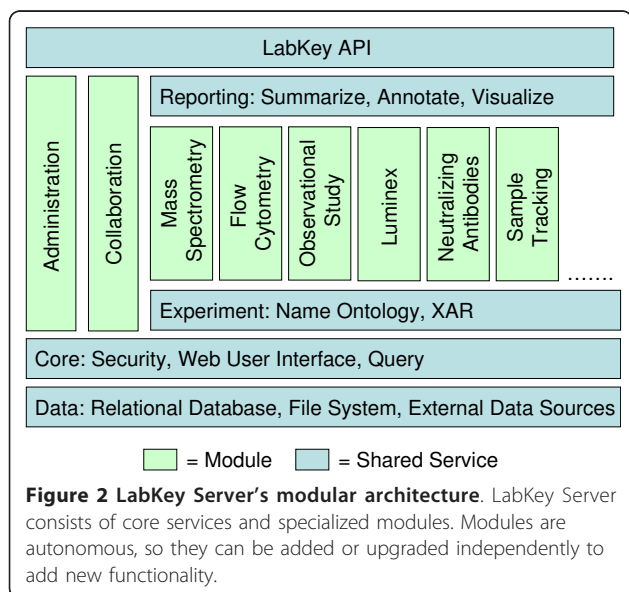 LabKey API
Reporting: Summarize, Annotate, Visualize
Administration
Collaboration
Mass
Spectrometry
Flow
Cytometry
Observational
Study
Luminex
Neutralizing
Antibodies
Sample
Tracking
.......
Experiment: Name Ontology, XAR
Core: Security, Web User Interface, Query
Data: Relational Database, File System, External Data Sources
= Module
= Shared Service
Figure 2 LabKey Server's modular architecture. LabKey Server
consists of core services and specialized modules. Modules are
autonomous, so they can be added or upgraded independently to
add new functionality.